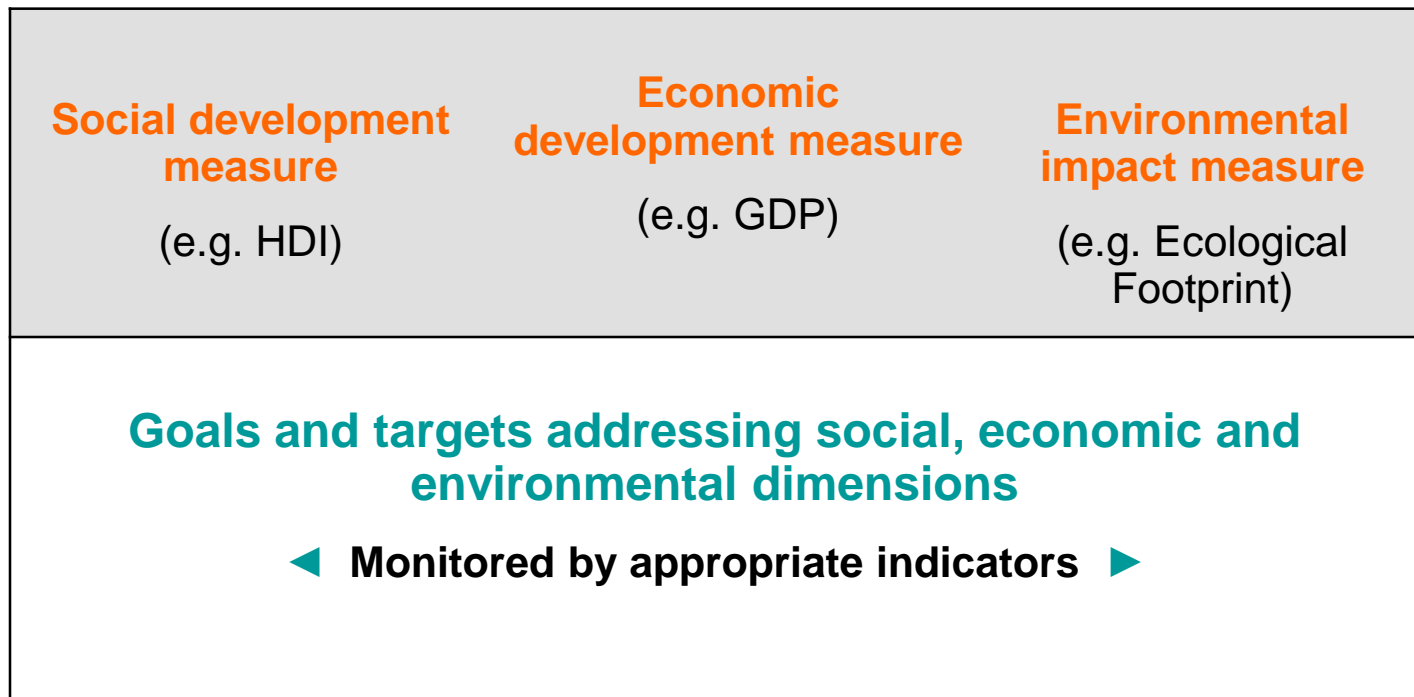 Social development
measure
(e.g. HDI)
Economic
development measure
(e.g. GDP)
Environmental
impact measure
(e.g. Ecological
Footprint)
Goals and targets addressing social, economic and
environmental dimensions
◄ Monitored by appropriate indicators ►